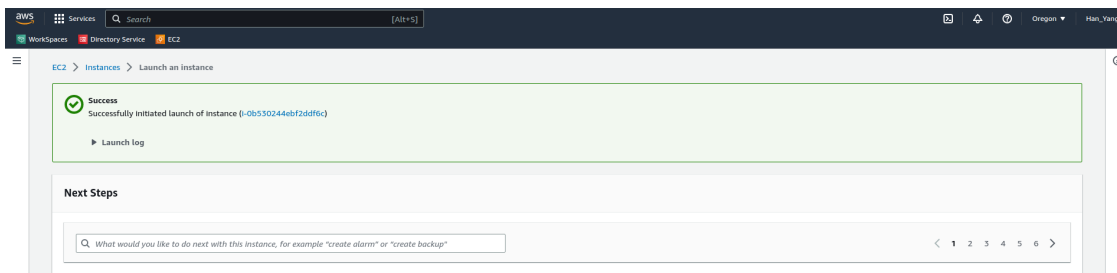 aws Services Search [Alt+S] Oregon ▼
WorkSpaces Directory Service EC2
EC2 > Instances > Launch an instance
Success
Successfully initiated launch of instance (i-0b530244ebf2ddf6c)
▶ Launch log
Next Steps
What would you like to do next with this instance, for example "create alarm" or "create backup"
< 1 2 3 4 5 6 >